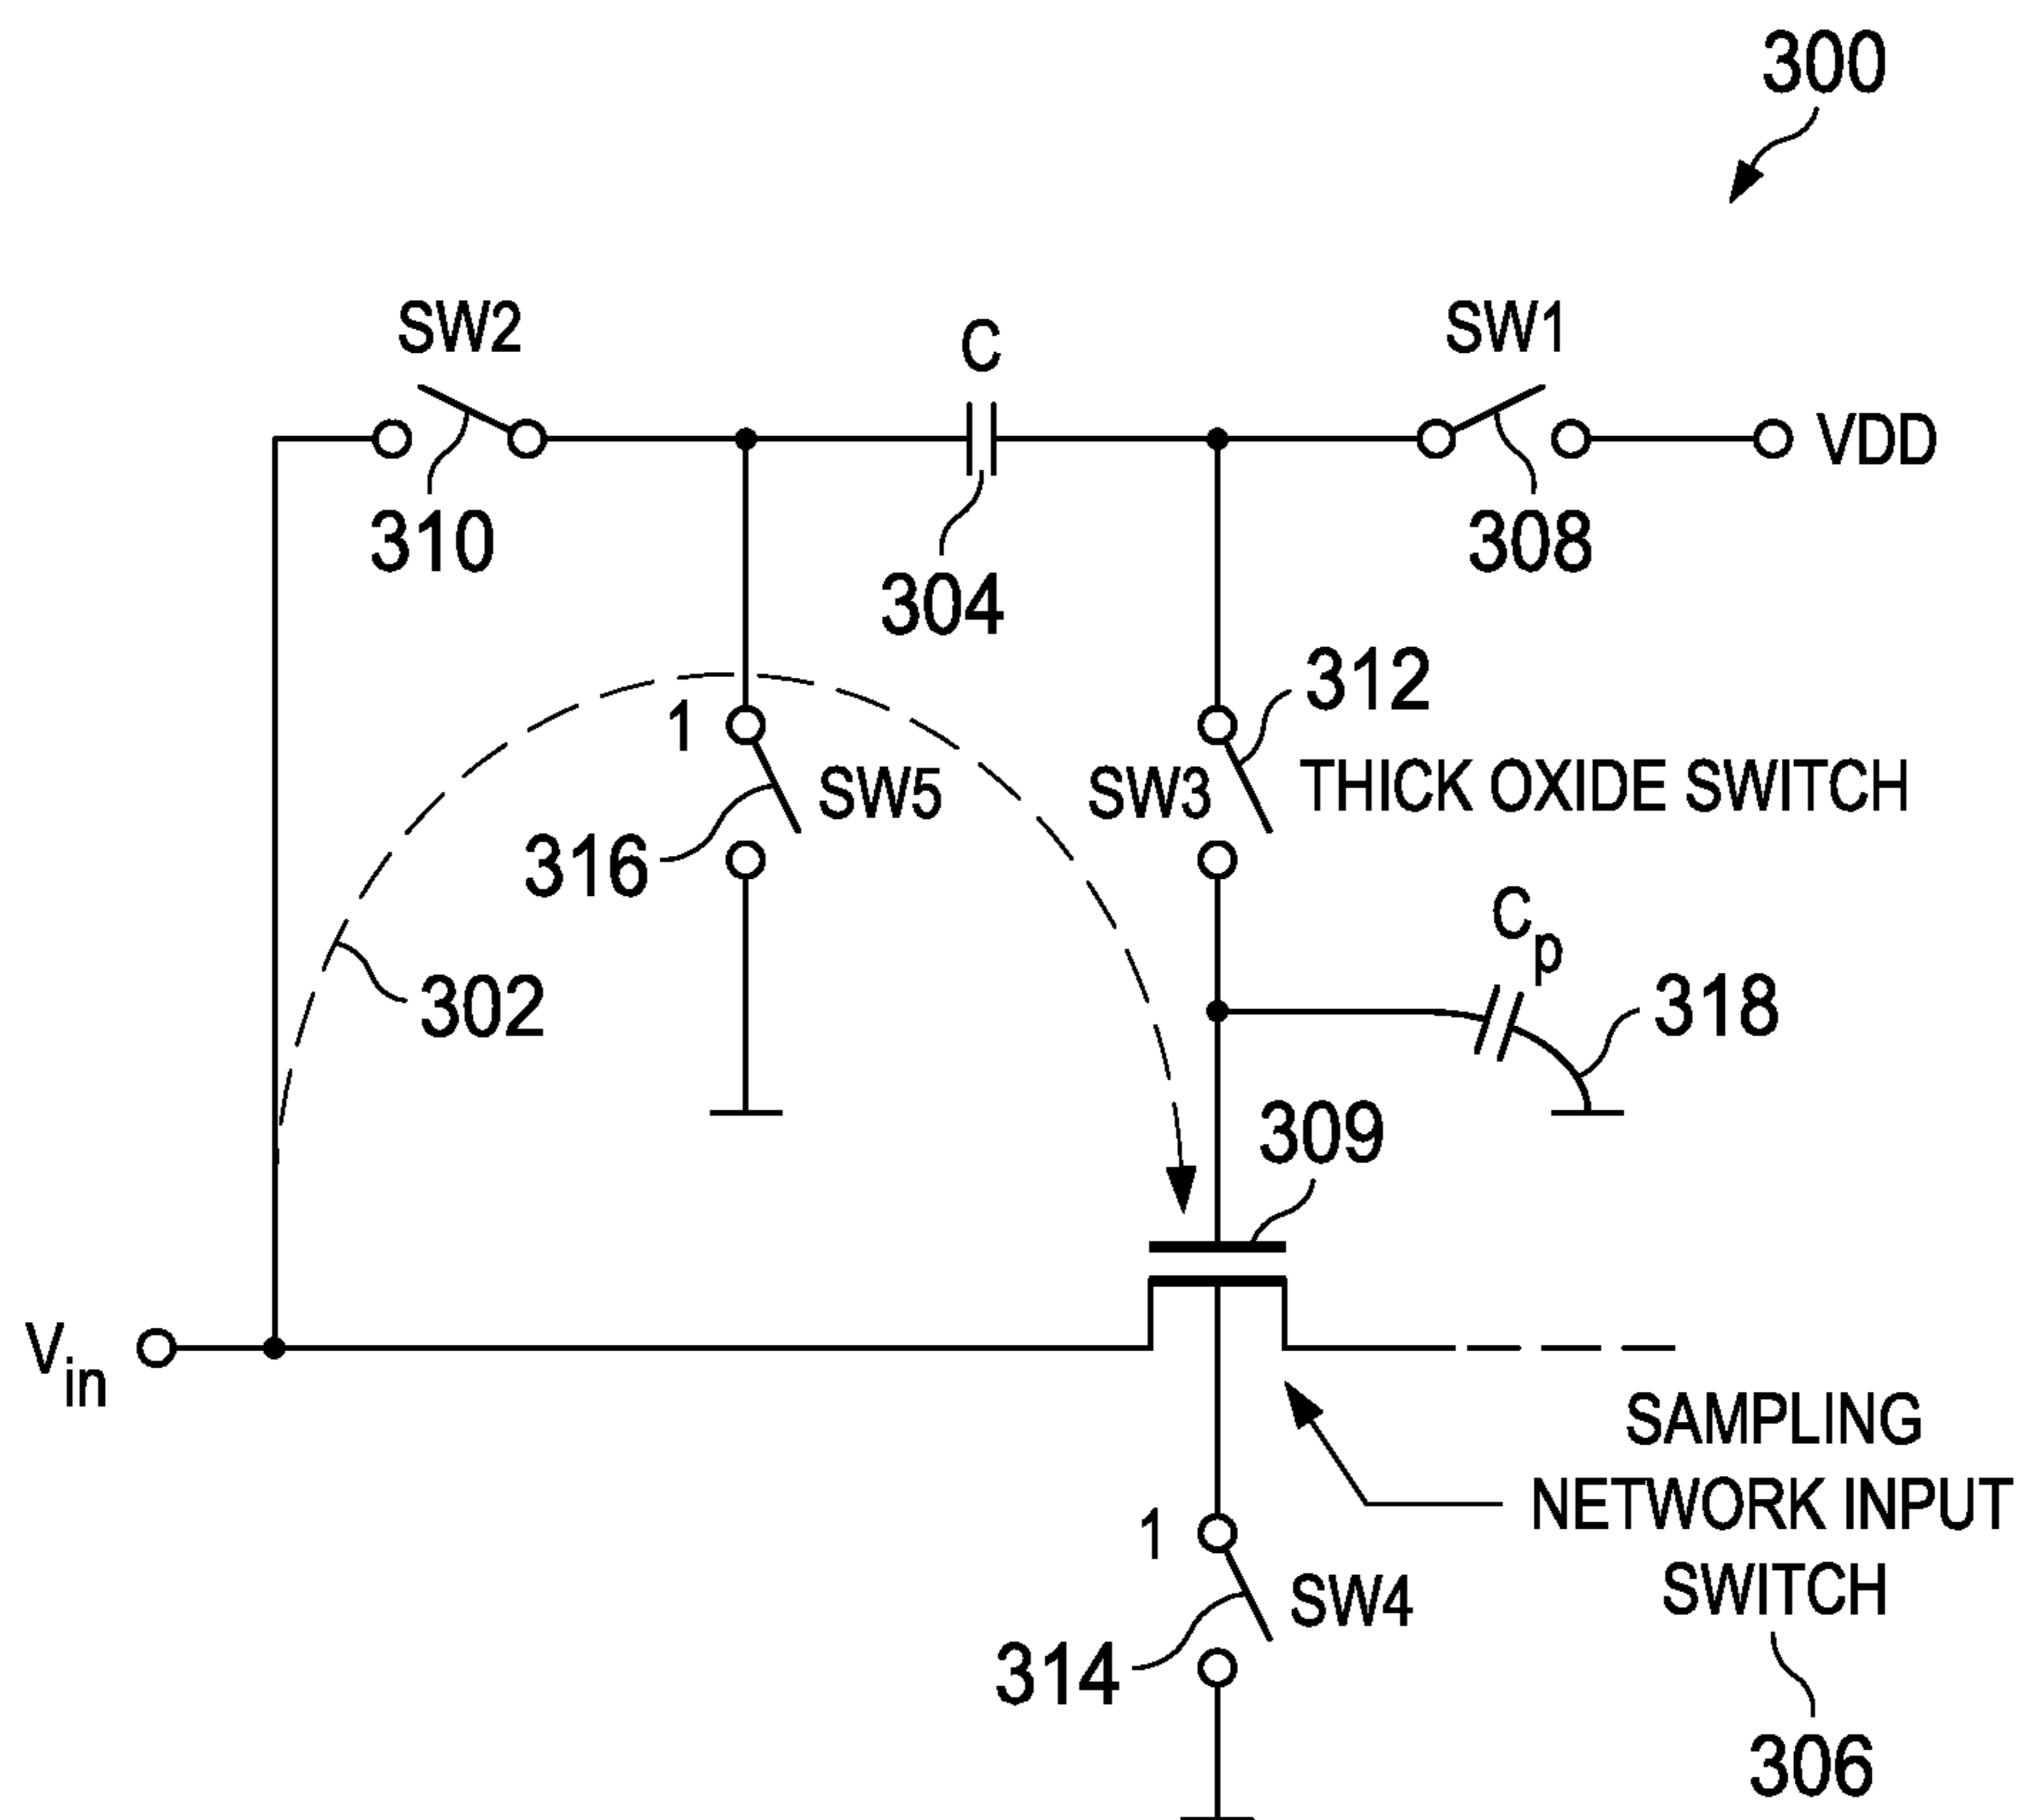 300
SW2
C
SW1
VDD
310
304
308
312
1
SW5
SW3
THICK OXIDE SWITCH
316
Cp
302
318
309
Vin
SAMPLING
NETWORK INPUT
SWITCH
1
SW4
314
306